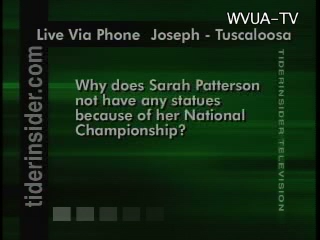 WVUA-TV
Live Via Phone Joseph - Tuscaloosa
tiderinsider.com
Why does Sarah Patterson
not have any statues
because of her National
Championship?
TIDERINSIDER TELEVISION